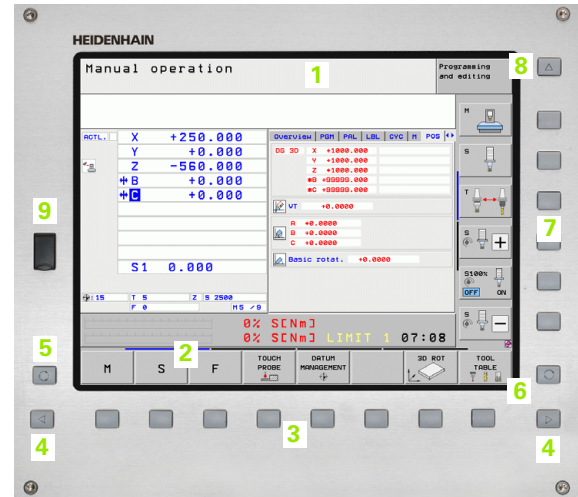 HEIDENHAIN
Manual operation
1
Programming
and editing
8
M
ACTL.
X +250.000
Y +0.000
Z -560.000
B +0.000
C +0.000
S1 0.000
:15 T 5 Z S 2500
F 0 M5 /9
Overview PGM PAL LBL CYC M POS
DG 3D X +1000.000
Y +1000.000
Z +1000.000
*B +99999.000
*C +99999.000
VT +0.0000
A +0.0000
B +0.0000
C +0.0000
Basic rotat. +0.0000
S
T
S
S100%
OFF ON
S
9
7
0% S[Nm]
0% S[Nm] LIMIT 1 07:08
5
2
M
S
F
TOUCH
PROBE
DATUM
MANAGEMENT
3D ROT
TOOL
TABLE
6
3
4
4